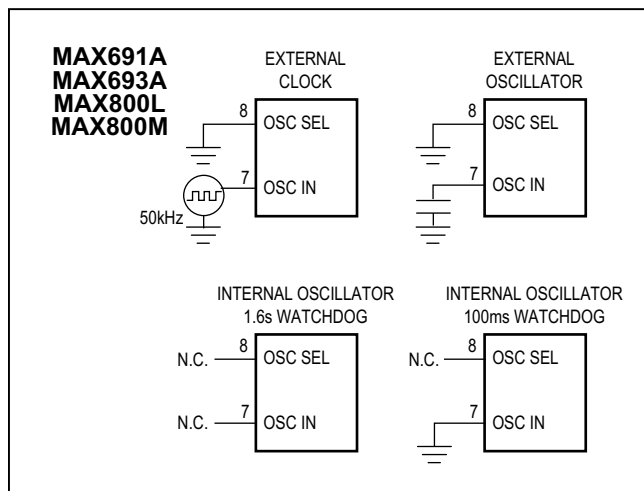 MAX691A
MAX693A
MAX800L
MAX800M
EXTERNAL
CLOCK
8
OSC SEL
7
OSC IN
50kHz
EXTERNAL
OSCILLATOR
8
OSC SEL
7
OSC IN
INTERNAL OSCILLATOR
1.6s WATCHDOG
N.C. 8 OSC SEL
N.C. 7 OSC IN
INTERNAL OSCILLATOR
100ms WATCHDOG
N.C. 8 OSC SEL
7 OSC IN